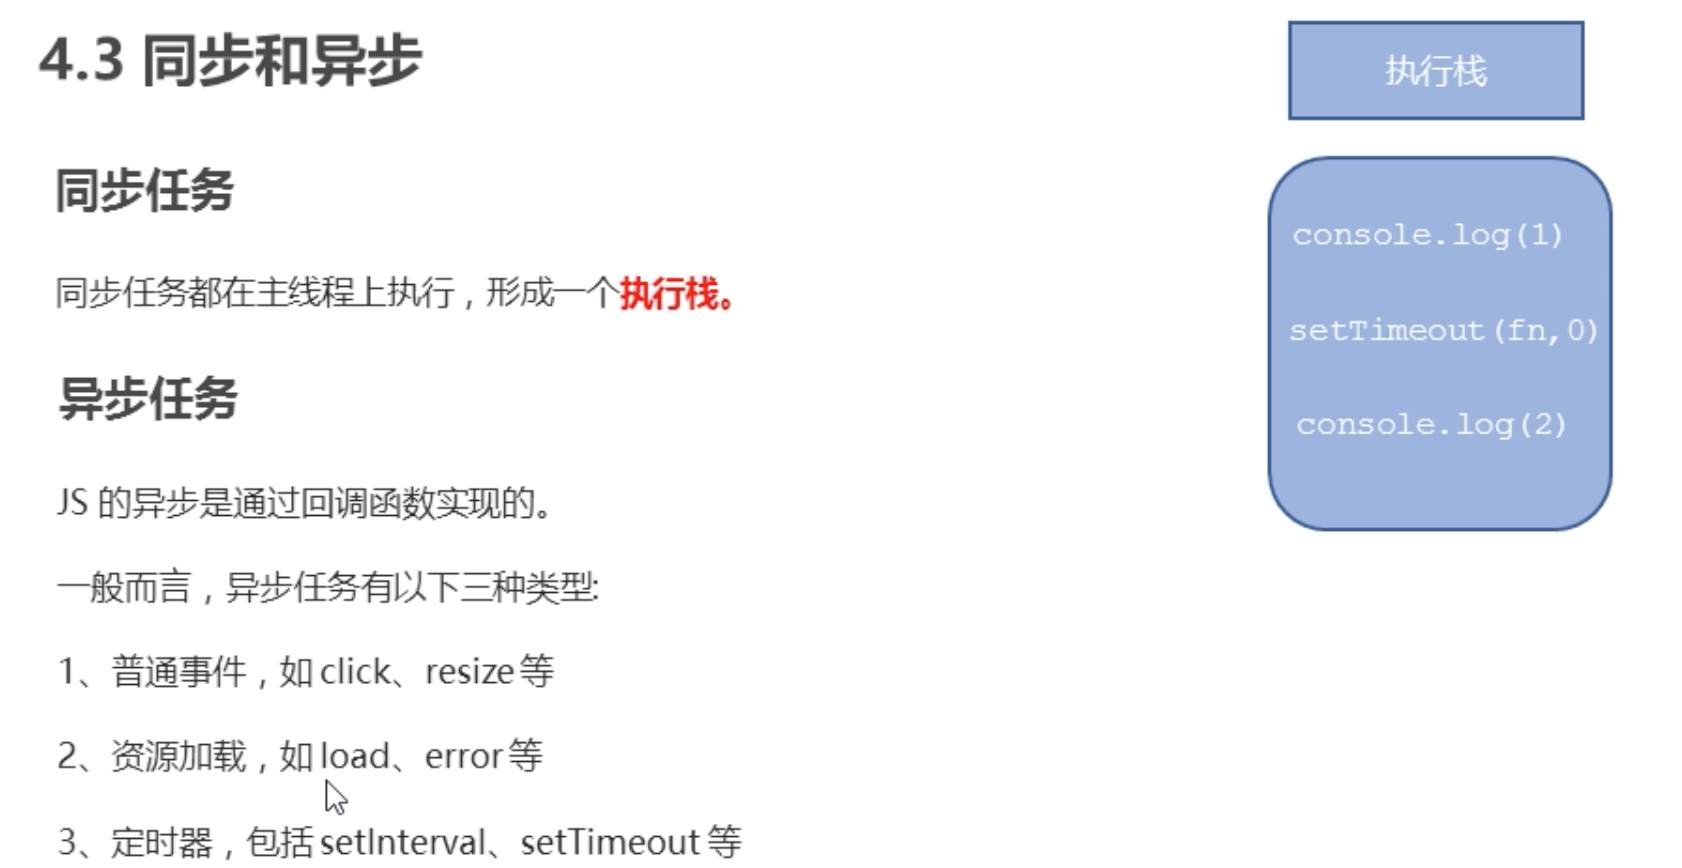 4.3 同步和异步
同步任务
同步任务都在主线程上执行，形成一个执行栈。
异步任务
JS 的异步是通过回调函数实现的。
一般而言，异步任务有以下三种类型:
1、普通事件，如 click、resize 等
2、资源加载，如 load、error 等
3、定时器，包括 setInterval、setTimeout 等
执行栈
console.log(1)
setTimeout(fn,0)
console.log(2)